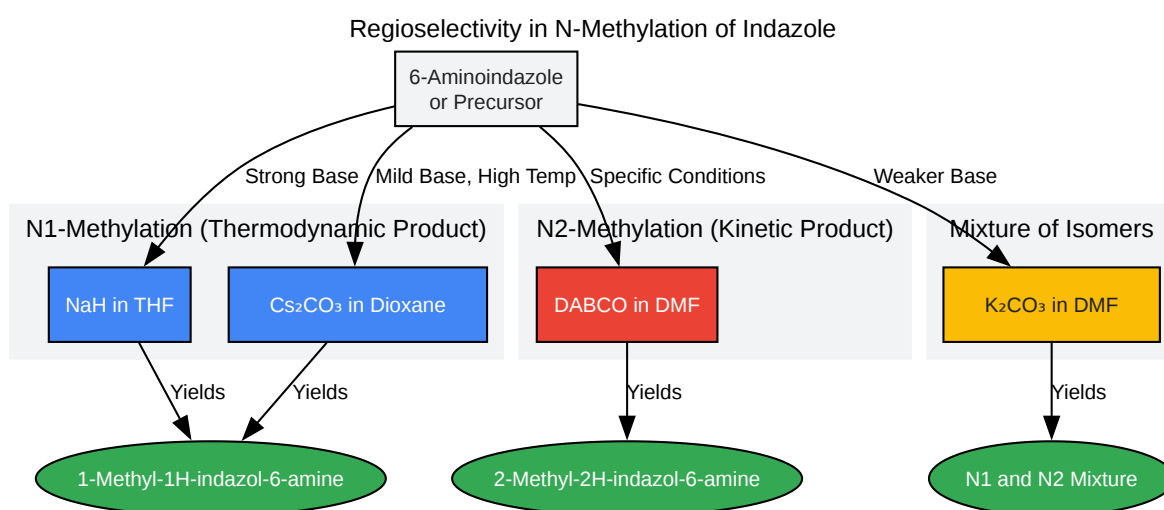 Regioselectivity in N-Methylation of Indazole
6-Aminoindazole
or Precursor
Strong Base
Mild Base, High Temp
Specific Conditions
Weaker Base
N1-Methylation (Thermodynamic Product)
N2-Methylation (Kinetic Product)
Mixture of Isomers
NaH in THF
Cs₂CO₃ in Dioxane
DABCO in DMF
K₂CO₃ in DMF
Yields
Yields
Yields
Yields
1-Methyl-1H-indazol-6-amine
2-Methyl-2H-indazol-6-amine
N1 and N2 Mixture